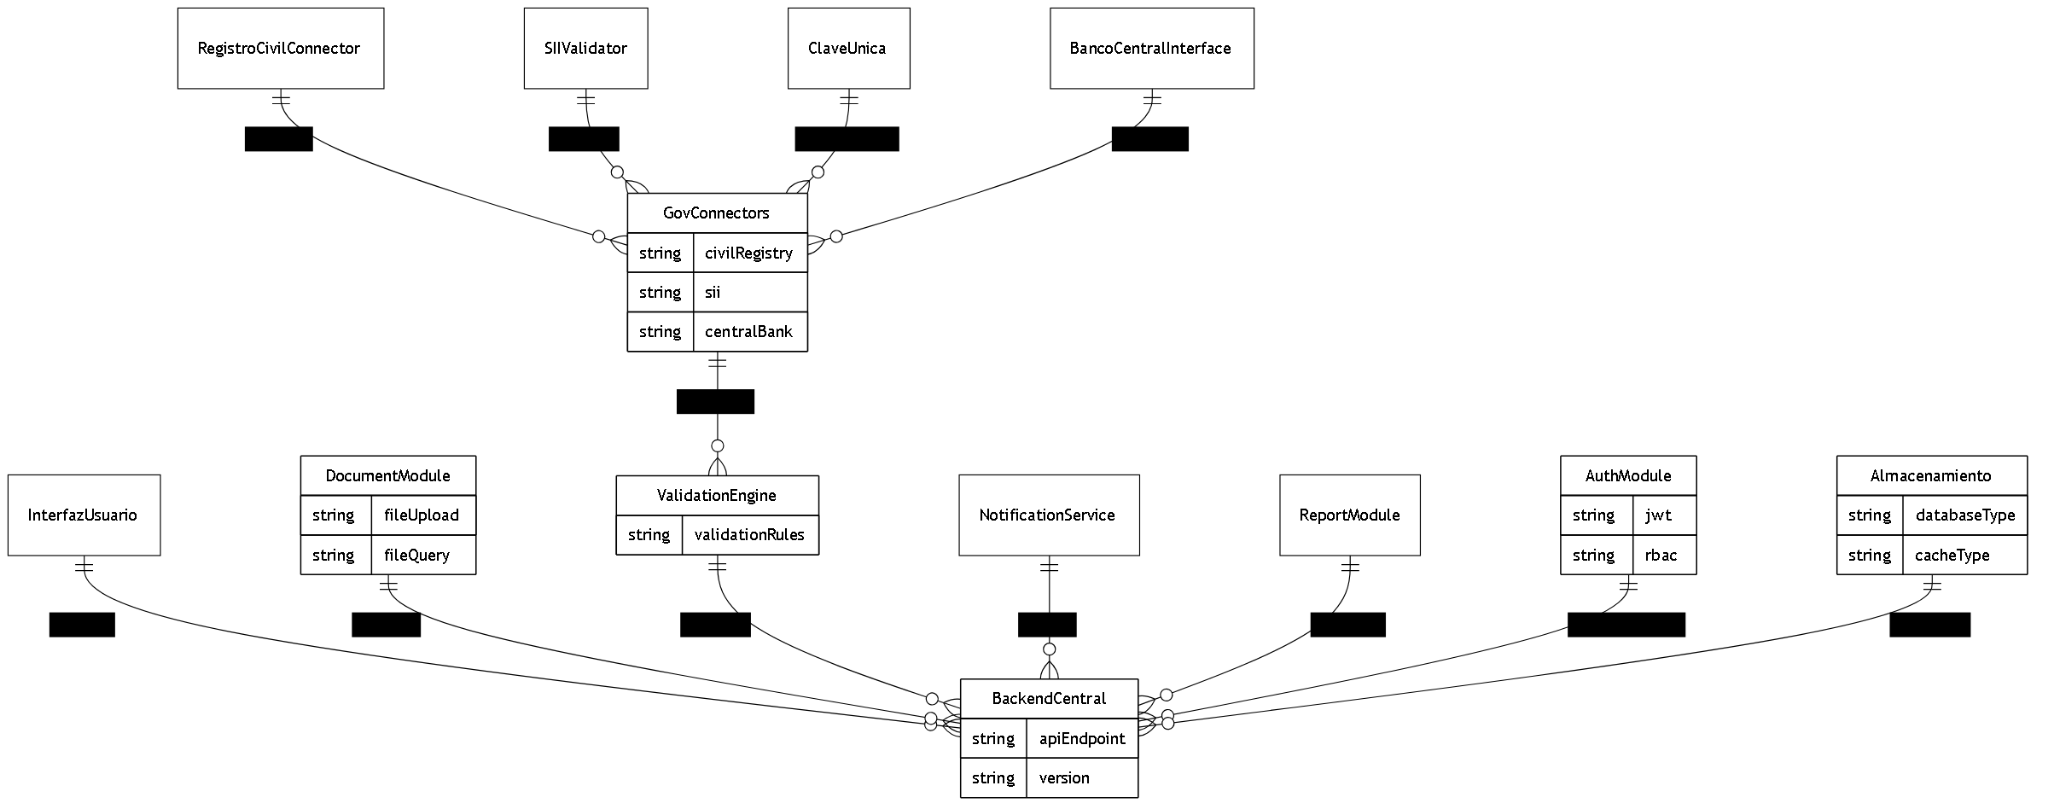 RegistroCivilConnector
SIIValidator
ClaveUnica
BancoCentralInterface
GovConnectors
string civilRegistry
string sii
string centralBank
InterfazUsuario
DocumentModule
string fileUpload
string fileQuery
ValidationEngine
string validationRules
NotificationService
ReportModule
AuthModule
string jwt
string rbac
Almacenamiento
string databaseType
string cacheType
BackendCentral
string apiEndpoint
string version